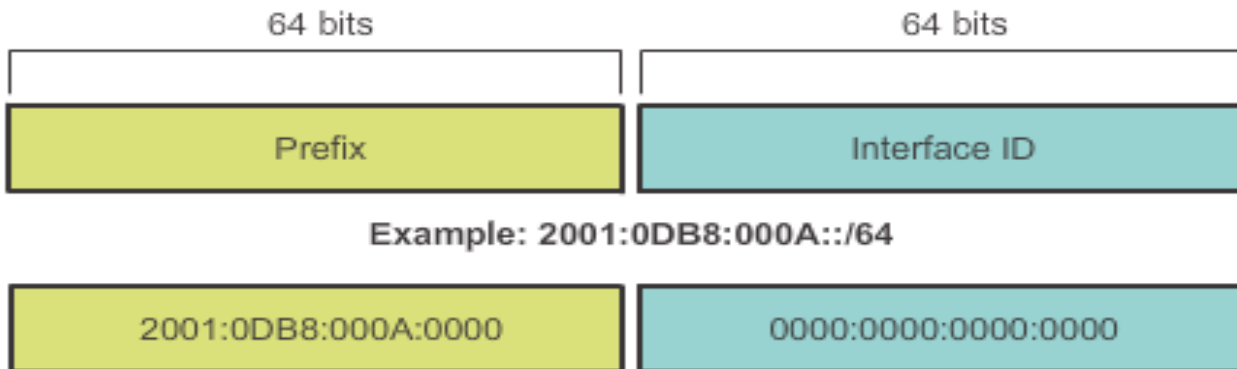 64 bits 64 bits
Prefix Interface ID
Example: 2001:0DB8:000A::/64
2001:0DB8:000A:0000 0000:0000:0000:0000